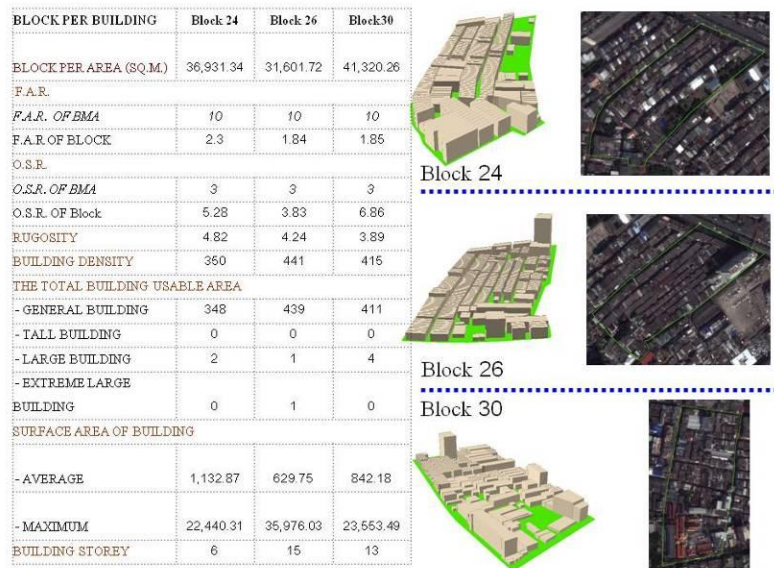 BLOCK PER BUILDING Block 24 Block 26 Block30
BLOCK PER AREA (SQ.M.) 36,931.34 31,601.72 41,320.26
F.A.R.
F.A.R. OF BMA 10 10 10
F.A.R OF BLOCK 2.3 1.84 1.85
O.S.R.
O.S.R. OF BMA 3 3 3
O.S.R. OF Block 5.28 3.83 6.86
RUGOSITY 4.82 4.24 3.89
BUILDING DENSITY 350 441 415
THE TOTAL BUILDING USABLE AREA
- GENERAL BUILDING 348 439 411
- TALL BUILDING 0 0 0
- LARGE BUILDING 2 1 4
- EXTREME LARGE
BUILDING 0 1 0
SURFACE AREA OF BUILDING
- AVERAGE 1,132.87 629.75 842.18
- MAXIMUM 22,440.31 35,976.03 23,553.49
BUILDING STOREY 6 15 13
Block 24
Block 26
Block 30